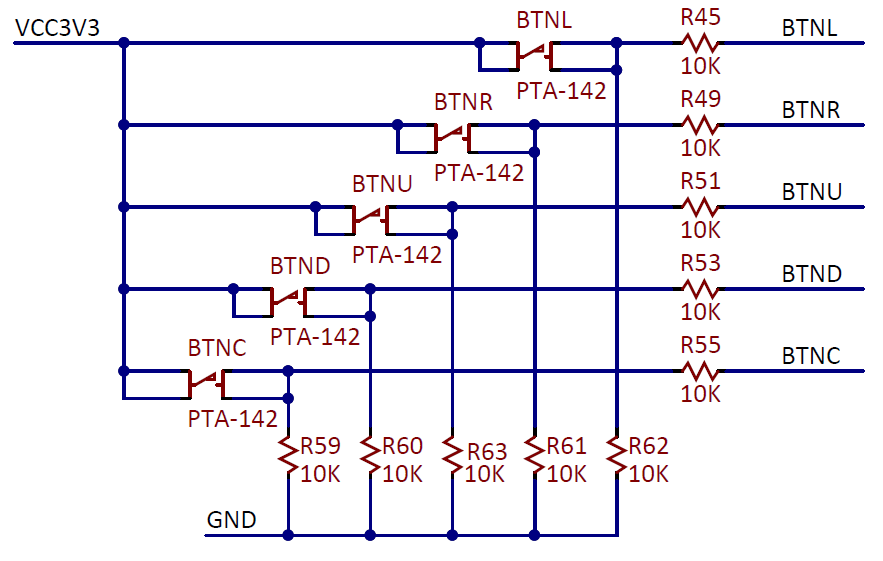 VCC3V3
BTNL
R45
BTNL
10K
PTA-142
BTNR
R49
BTNR
10K
PTA-142
BTNU
R51
BTNU
10K
PTA-142
BTND
R53
BTND
10K
PTA-142
BTNC
R55
BTNC
10K
PTA-142
R59
R60
R63
R61
R62
10K
10K
10K
10K
10K
GND